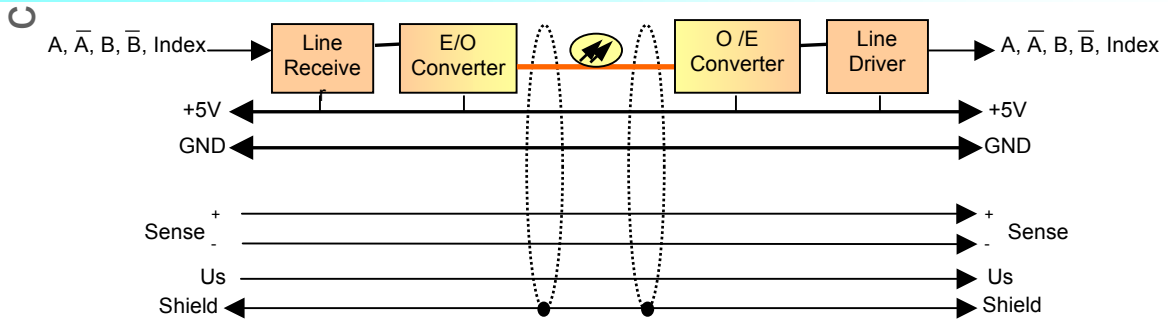 C
A, A̅, B, B̅, Index
Line
Receive
r
E/O
Converter
O /E
Converter
Line
Driver
A, A̅, B, B̅, Index
+5V
+5V
GND
GND
+
+
Sense
Sense
-
-
Us
Us
Shield
Shield